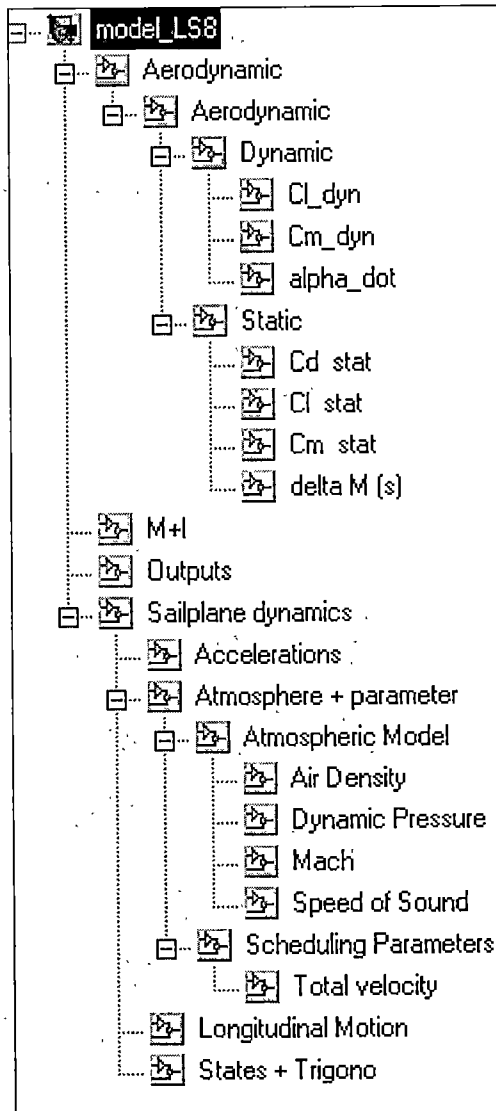 model_LS8
Aerodynamic
Aerodynamic
Dynamic
Cl_dyn
Cm_dyn
alpha_dot
Static
Cd stat
Cl stat
Cm stat
delta M (s)
M+I
Outputs
Sailplane dynamics
Accelerations
Atmosphere + parameter
Atmospheric Model
Air Density
Dynamic Pressure
Mach
Speed of Sound
Scheduling Parameters
Total velocity
Longitudinal Motion
States + Trigono